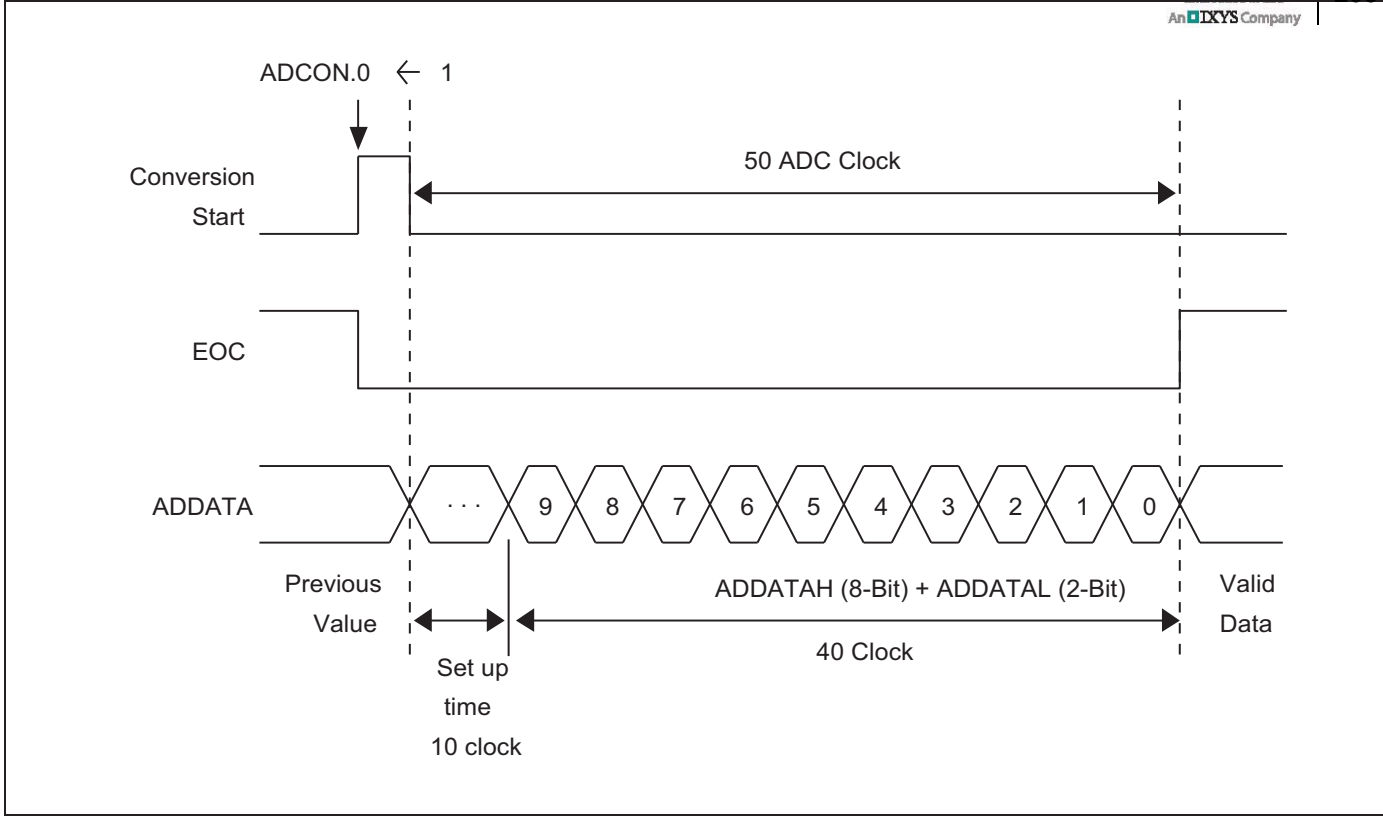 An IXYS Company
ADCON.0 ← 1
50 ADC Clock
Conversion
Start
EOC
ADDATA
· · ·
9 8 7 6 5 4 3 2 1 0
Previous
Value
ADDATAH (8-Bit) + ADDATAL (2-Bit)
Valid
Data
40 Clock
Set up
time
10 clock